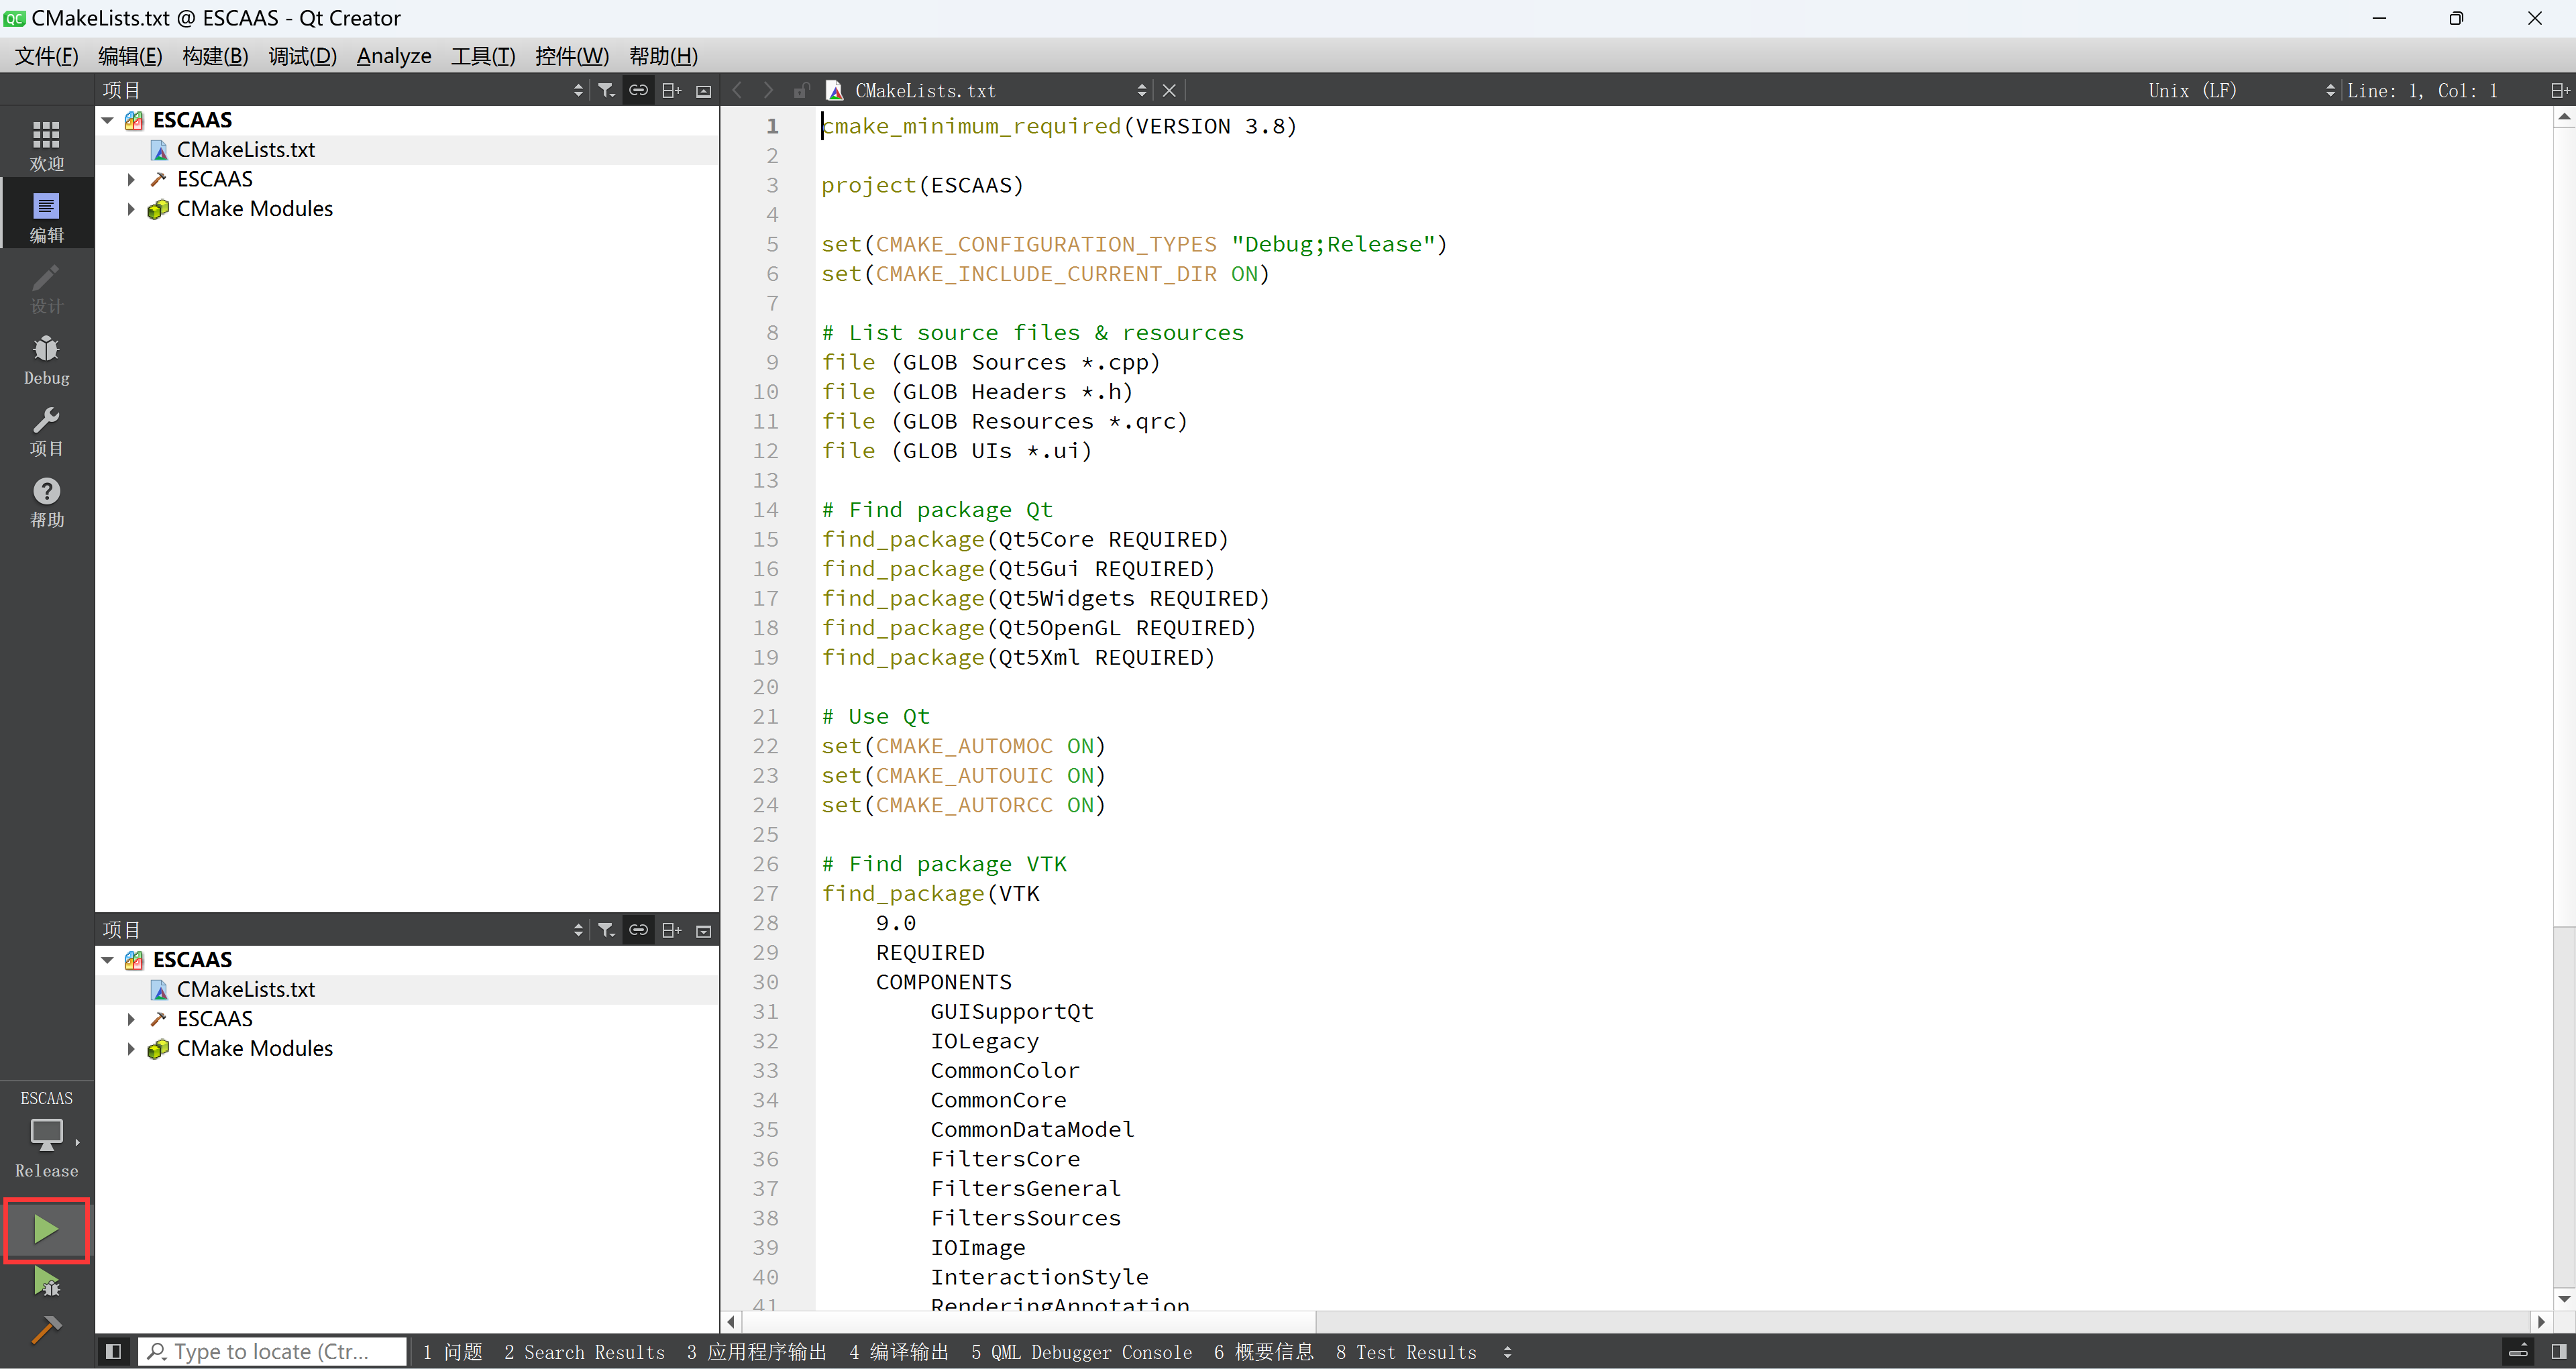 QC CMakeLists.txt @ ESCAAS - Qt Creator
文件(F) 编辑(E) 构建(B) 调试(D) Analyze 工具(T) 控件(W) 帮助(H)
项目
CMakeLists.txt
Unix (LF)
Line: 1, Col: 1
欢迎
编辑
设计
Debug
项目
帮助
ESCAAS
CMakeLists.txt
ESCAAS
CMake Modules
项目
ESCAAS
CMakeLists.txt
ESCAAS
CMake Modules
ESCAAS
Release
1 cmake_minimum_required(VERSION 3.8)
2
3 project(ESCAAS)
4
5 set(CMAKE_CONFIGURATION_TYPES "Debug;Release")
6 set(CMAKE_INCLUDE_CURRENT_DIR ON)
7
8 # List source files & resources
9 file (GLOB Sources *.cpp)
10 file (GLOB Headers *.h)
11 file (GLOB Resources *.qrc)
12 file (GLOB UIs *.ui)
13
14 # Find package Qt
15 find_package(Qt5Core REQUIRED)
16 find_package(Qt5Gui REQUIRED)
17 find_package(Qt5Widgets REQUIRED)
18 find_package(Qt5OpenGL REQUIRED)
19 find_package(Qt5Xml REQUIRED)
20
21 # Use Qt
22 set(CMAKE_AUTOMOC ON)
23 set(CMAKE_AUTOUIC ON)
24 set(CMAKE_AUTORCC ON)
25
26 # Find package VTK
27 find_package(VTK
28 9.0
29 REQUIRED
30 COMPONENTS
31 GUISupportQt
32 IOLegacy
33 CommonColor
34 CommonCore
35 CommonDataModel
36 FiltersCore
37 FiltersGeneral
38 FiltersSources
39 IOImage
40 InteractionStyle
41 RenderingAnnotation
Type to locate (Ctr...
1 问题 2 Search Results 3 应用程序输出 4 编译输出 5 QML Debugger Console 6 概要信息 8 Test Results